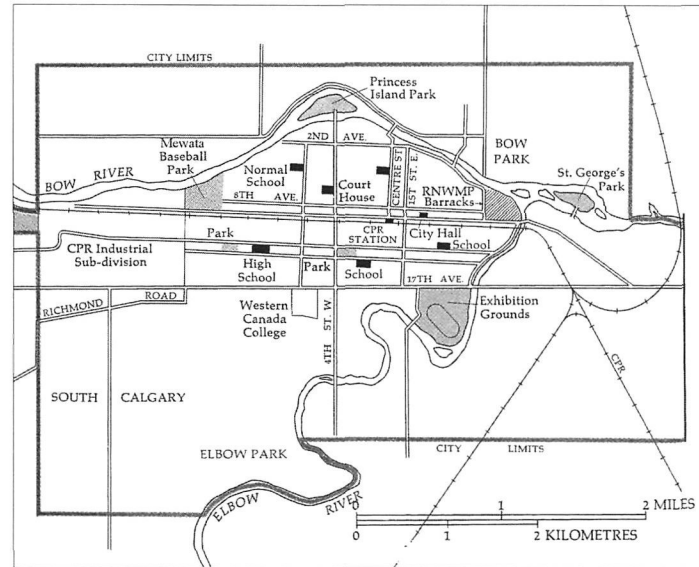 CITY LIMITS
Princess
Island Park
Mewata
Baseball
Park
2ND AVE.
BOW
PARK
BOW RIVER
Normal
School
CENTRE ST
1ST ST. E.
St. George's
Park
Court
House
RNWMP
Barracks
8TH AVE.
CPR
STATION
City Hall
School
CPR Industrial
Sub-division
Park
High
School
Park
School
17TH AVE.
RICHMOND ROAD
Western
Canada
College
4TH ST. W
Exhibition
Grounds
CPR
SOUTH CALGARY
ELBOW PARK
CITY LIMITS
ELBOW RIVER
0 1 2 MILES
0 1 2 KILOMETRES